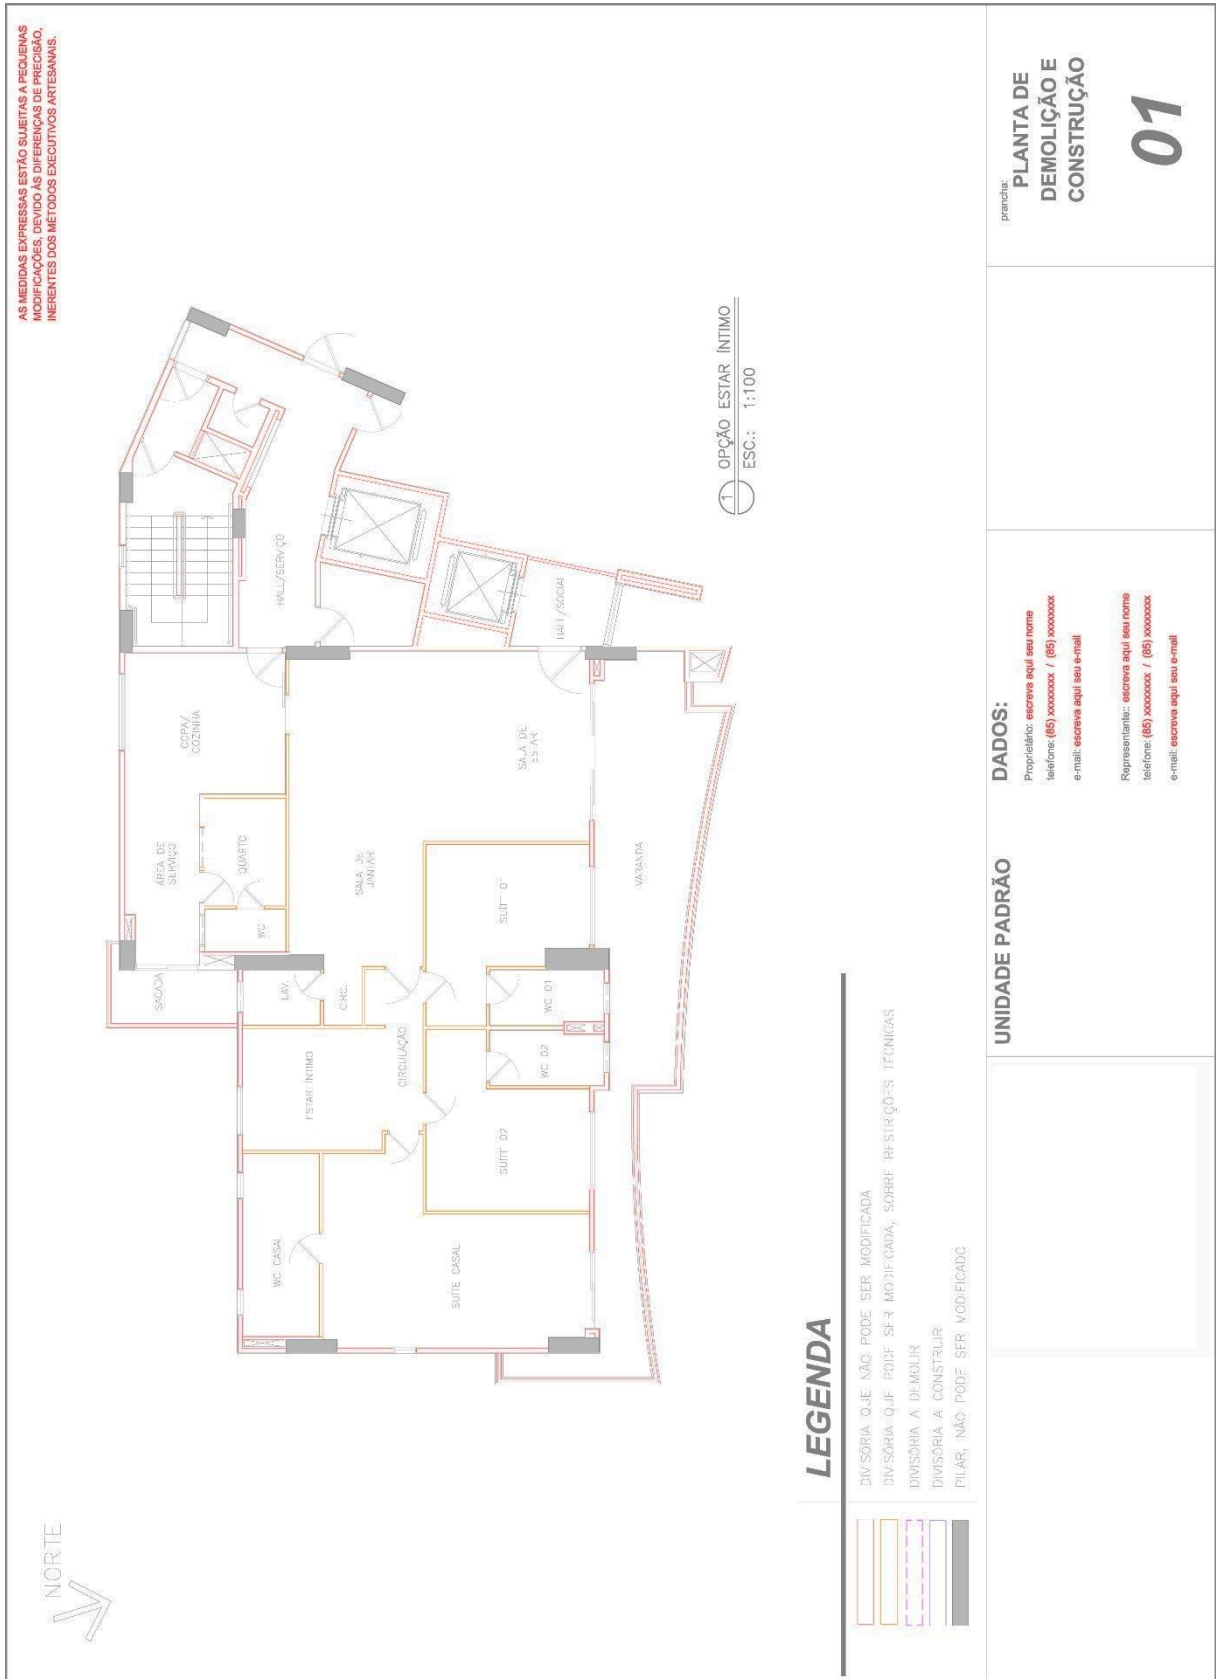 AS MEDIDAS EXPRESSAS ESTÃO SUJEITAS A PEQUENAS
MODIFICAÇÕES, DEVIDO ÀS DIFERENÇAS DE PRECISÃO,
INERENTES DOS MÉTODOS EXECUTIVOS ARTESANAIS.
NORTE
SACADA
ÁREA DE
SERVIÇO
COPA/
COZINHA
QUARTO
WC
LAV.
CIRC.
HALL/SERVIÇO
WC CASAL
ESTAR ÍNTIMO
CIRCULAÇÃO
SALA DE
JANTAR
SALA DE
ESTAR
HALL/SOCIAL
SUÍTE CASAL
SUÍTE 02
WC 02
WC 01
SUÍTE 01
VARANDA
1
OPÇÃO ESTAR ÍNTIMO
ESC.: 1:100
LEGENDA
DIVISÓRIA QUE NÃO PODE SER MODIFICADA
DIVISÓRIA QUE PODE SER MODIFICADA, SOBRE RESTRIÇÕES TÉCNICAS
DIVISÓRIA A DEMOLIR
DIVISÓRIA A CONSTRUIR
PILAR, NÃO PODE SER MODIFICADO
UNIDADE PADRÃO
DADOS:
Proprietário: escreva aqui seu nome
telefone: (85) xxxxxxxx / (85) xxxxxxxx
e-mail: escreva aqui seu e-mail
Representante:: escreva aqui seu nome
telefone: (85) xxxxxxxx / (85) xxxxxxxx
e-mail: escreva aqui seu e-mail
prancha:
PLANTA DE
DEMOLIÇÃO E
CONSTRUÇÃO
01